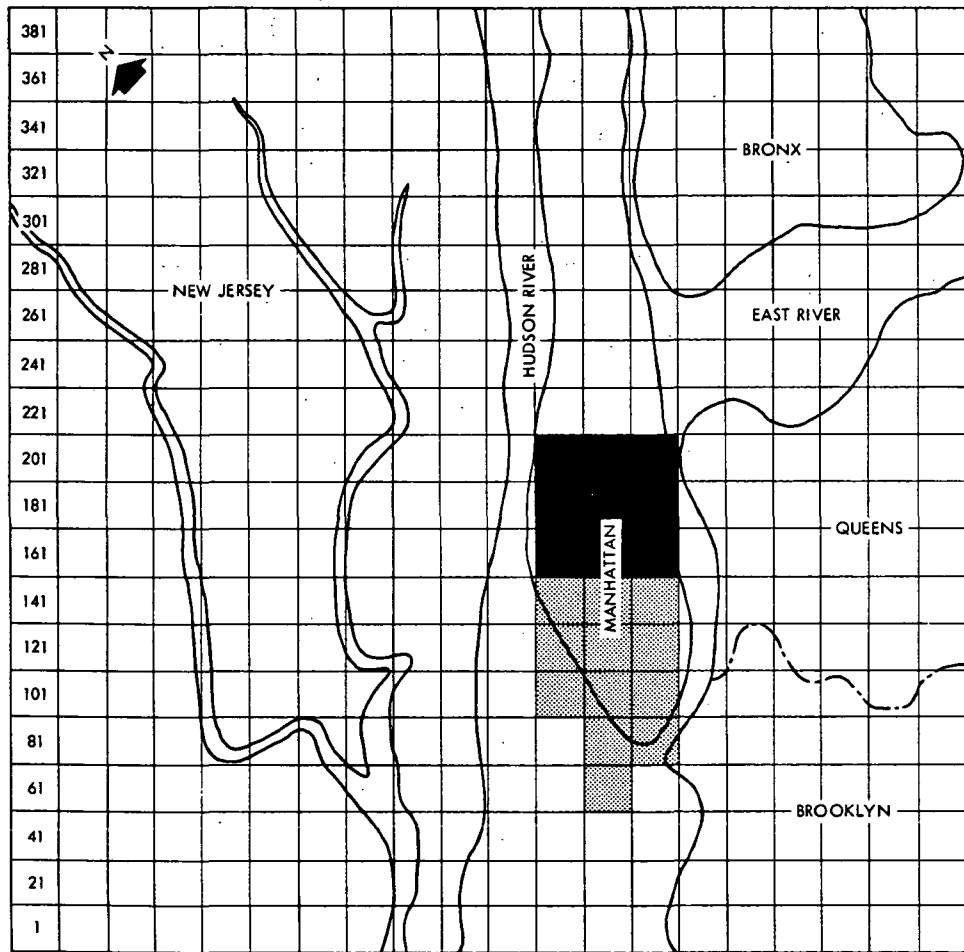 381
N
361
341
BRONX
321
301
281
NEW JERSEY
HUDSON RIVER
261
EAST RIVER
241
221
201
181
QUEENS
161
MANHATTAN
141
121
101
81
61
BROOKLYN
41
21
1